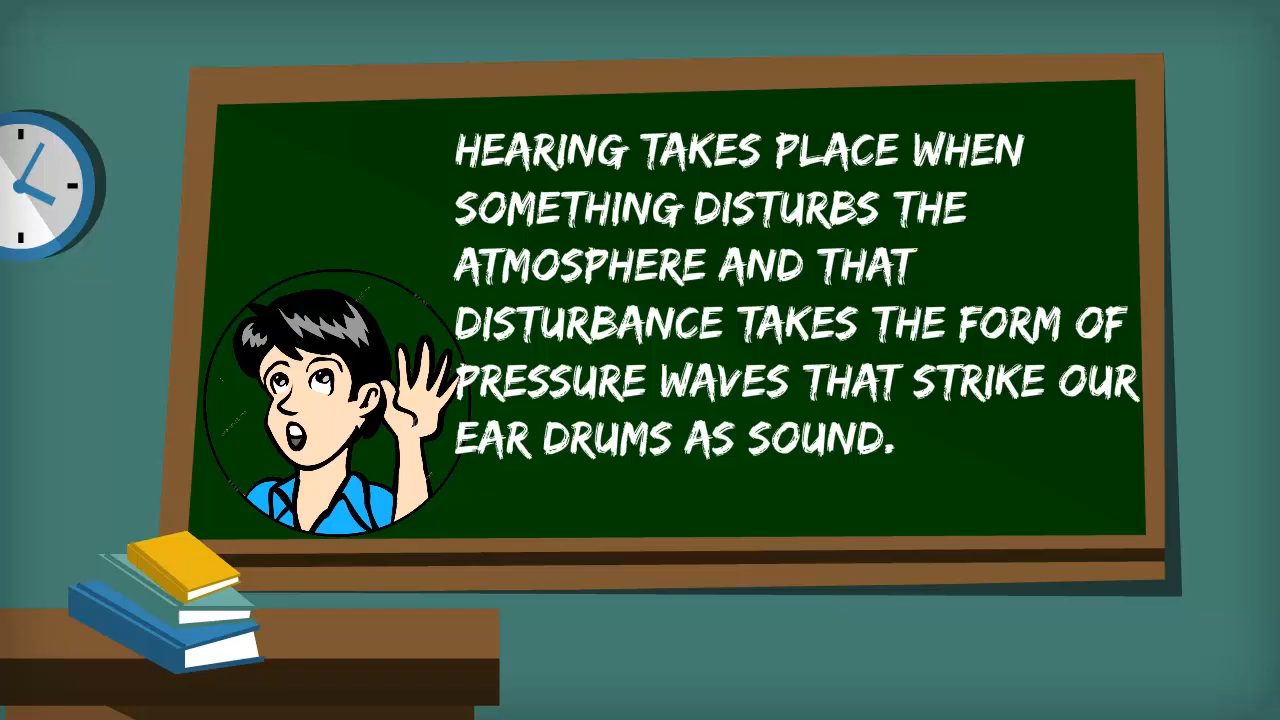 HEARING TAKES PLACE WHEN
SOMETHING DISTURBS THE
ATMOSPHERE AND THAT
DISTURBANCE TAKES THE FORM OF
PRESSURE WAVES THAT STRIKE OUR
EAR DRUMS AS SOUND.